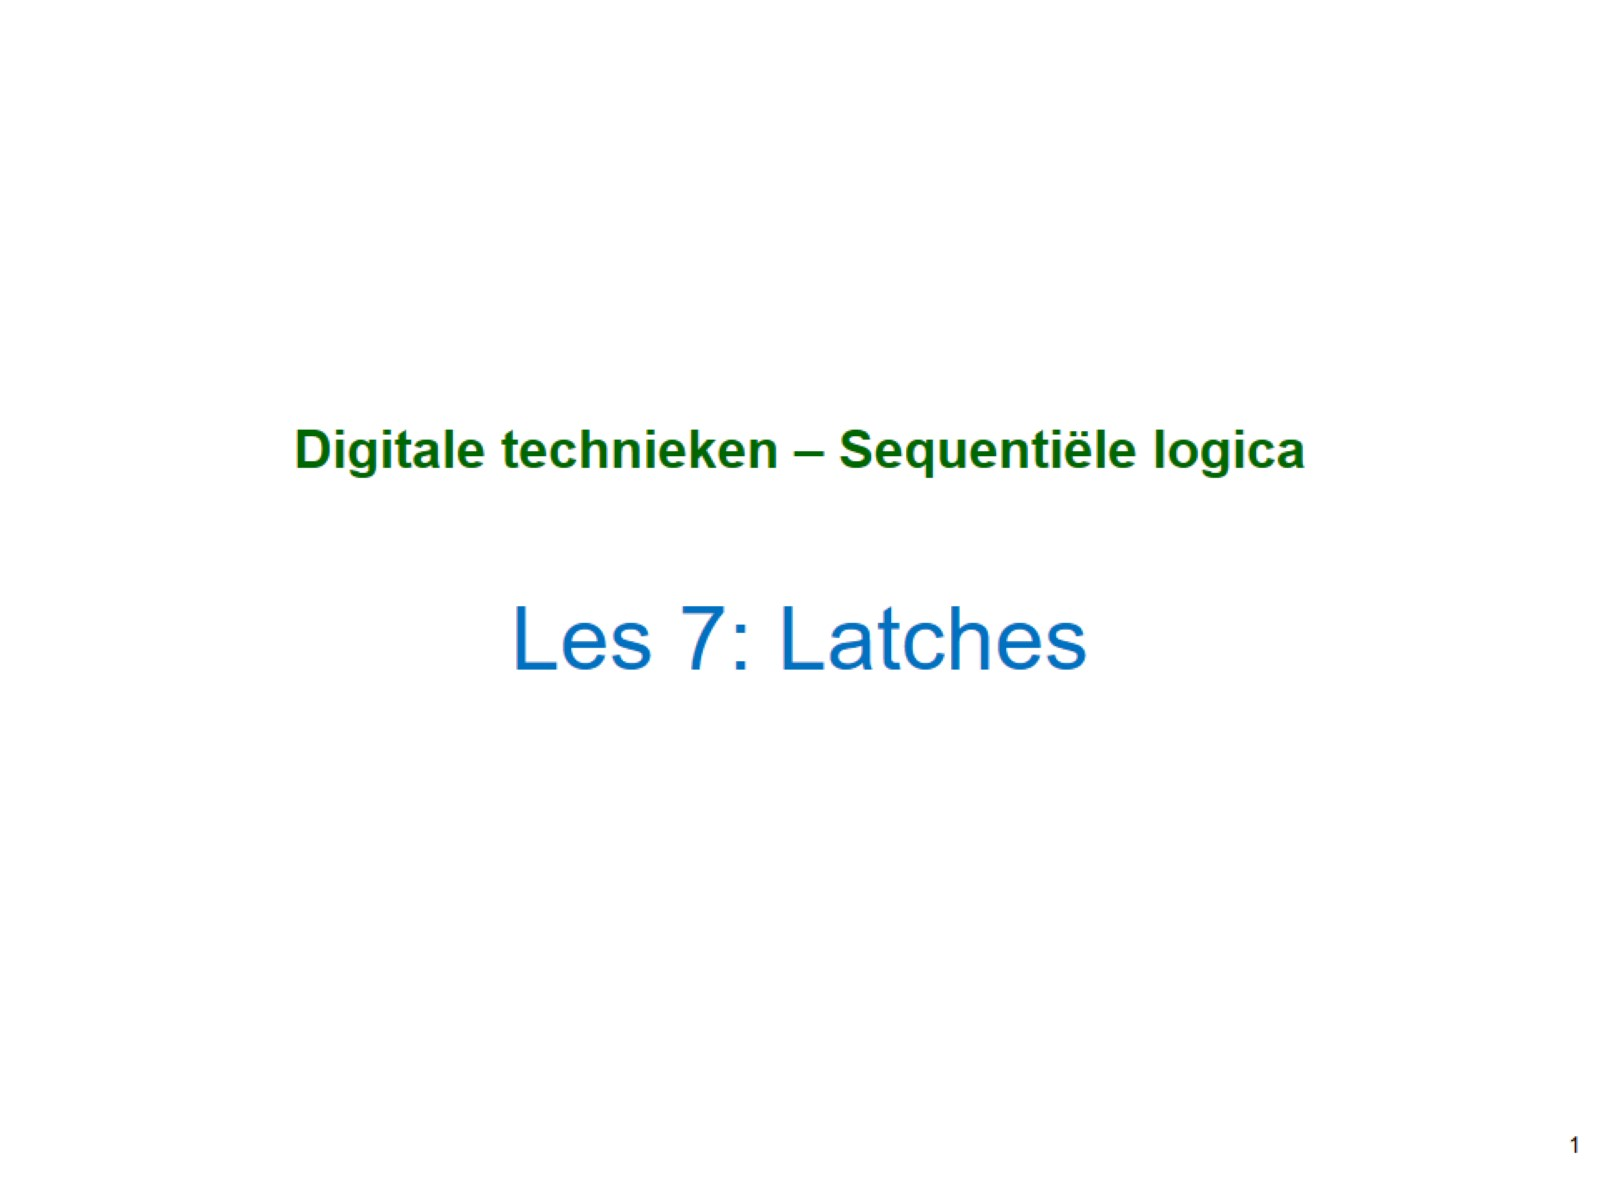 Digitale technieken – Sequentiële logica
Les 7: Latches
1